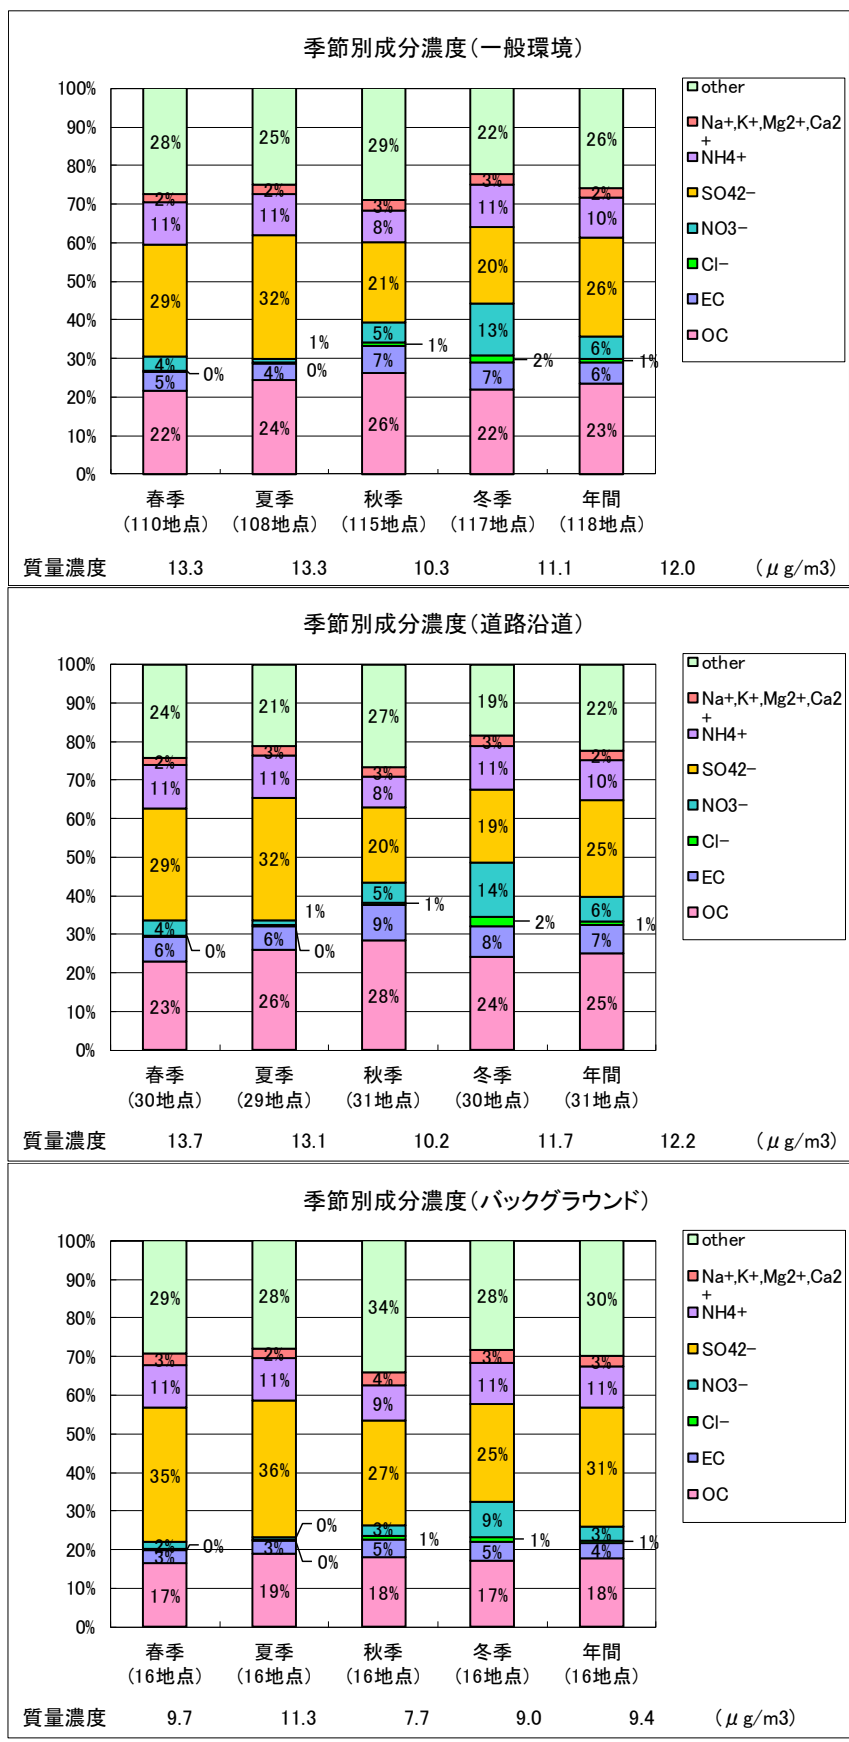 季節別成分濃度(一般環境)
100%
90%
80%
70%
60%
50%
40%
30%
20%
10%
0%
28% 25% 29% 22% 26%
2% 2% 3% 3% 2%
11% 11% 8% 11% 10%
29% 32% 21% 20% 26%
4% 1% 5% 13% 6%
0% 0% 1% 2% 1%
5% 4% 7% 7% 6%
22% 24% 26% 22% 23%
other
Na+,K+,Mg2+,Ca2
+
NH4+
SO42−
NO3−
Cl−
EC
OC
春季 夏季 秋季 冬季 年間
(110地点) (108地点) (115地点) (117地点) (118地点)
質量濃度 13.3 13.3 10.3 11.1 12.0 (μg/m3)
季節別成分濃度(道路沿道)
100%
90%
80%
70%
60%
50%
40%
30%
20%
10%
0%
24% 21% 27% 19% 22%
2% 3% 3% 3% 2%
11% 11% 8% 11% 10%
29% 32% 20% 19% 25%
4% 1% 5% 14% 6%
0% 0% 1% 2% 1%
6% 6% 9% 8% 7%
23% 26% 28% 24% 25%
other
Na+,K+,Mg2+,Ca2
+
NH4+
SO42−
NO3−
Cl−
EC
OC
春季 夏季 秋季 冬季 年間
(30地点) (29地点) (31地点) (30地点) (31地点)
質量濃度 13.7 13.1 10.2 11.7 12.2 (μg/m3)
季節別成分濃度(バックグラウンド)
100%
90%
80%
70%
60%
50%
40%
30%
20%
10%
0%
29% 28% 34% 28% 30%
3% 2% 4% 3% 3%
11% 11% 9% 11% 11%
35% 36% 27% 25% 31%
2% 0% 3% 9% 3%
0% 0% 1% 1% 1%
3% 3% 5% 5% 4%
17% 19% 18% 17% 18%
other
Na+,K+,Mg2+,Ca2
+
NH4+
SO42−
NO3−
Cl−
EC
OC
春季 夏季 秋季 冬季 年間
(16地点) (16地点) (16地点) (16地点) (16地点)
質量濃度 9.7 11.3 7.7 9.0 9.4 (μg/m3)